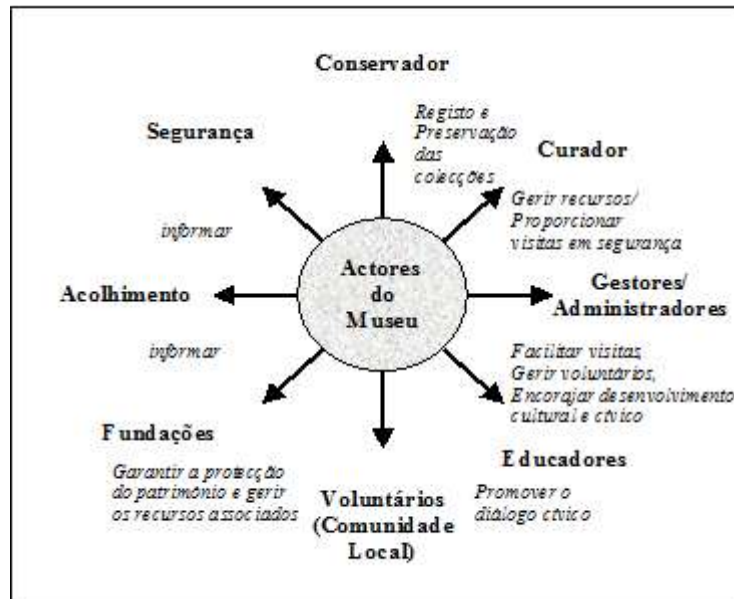 Conservador
Registo e
Preservação
das
colecções
Segurança
Curador
informar
Gerir recursos/
Proporcionar
visitas em segurança
Acolhimento
Actores
do
Museu
Gestores/
Administradores
informar
Facilitar visitas,
Gerir voluntários,
Encorajar desenvolvimento
cultural e cívico
Fundações
Garantir a protecção
do património e gerir
os recursos associados
Voluntários
(Comunidade
Local)
Educadores
Promover o
diálogo cívico